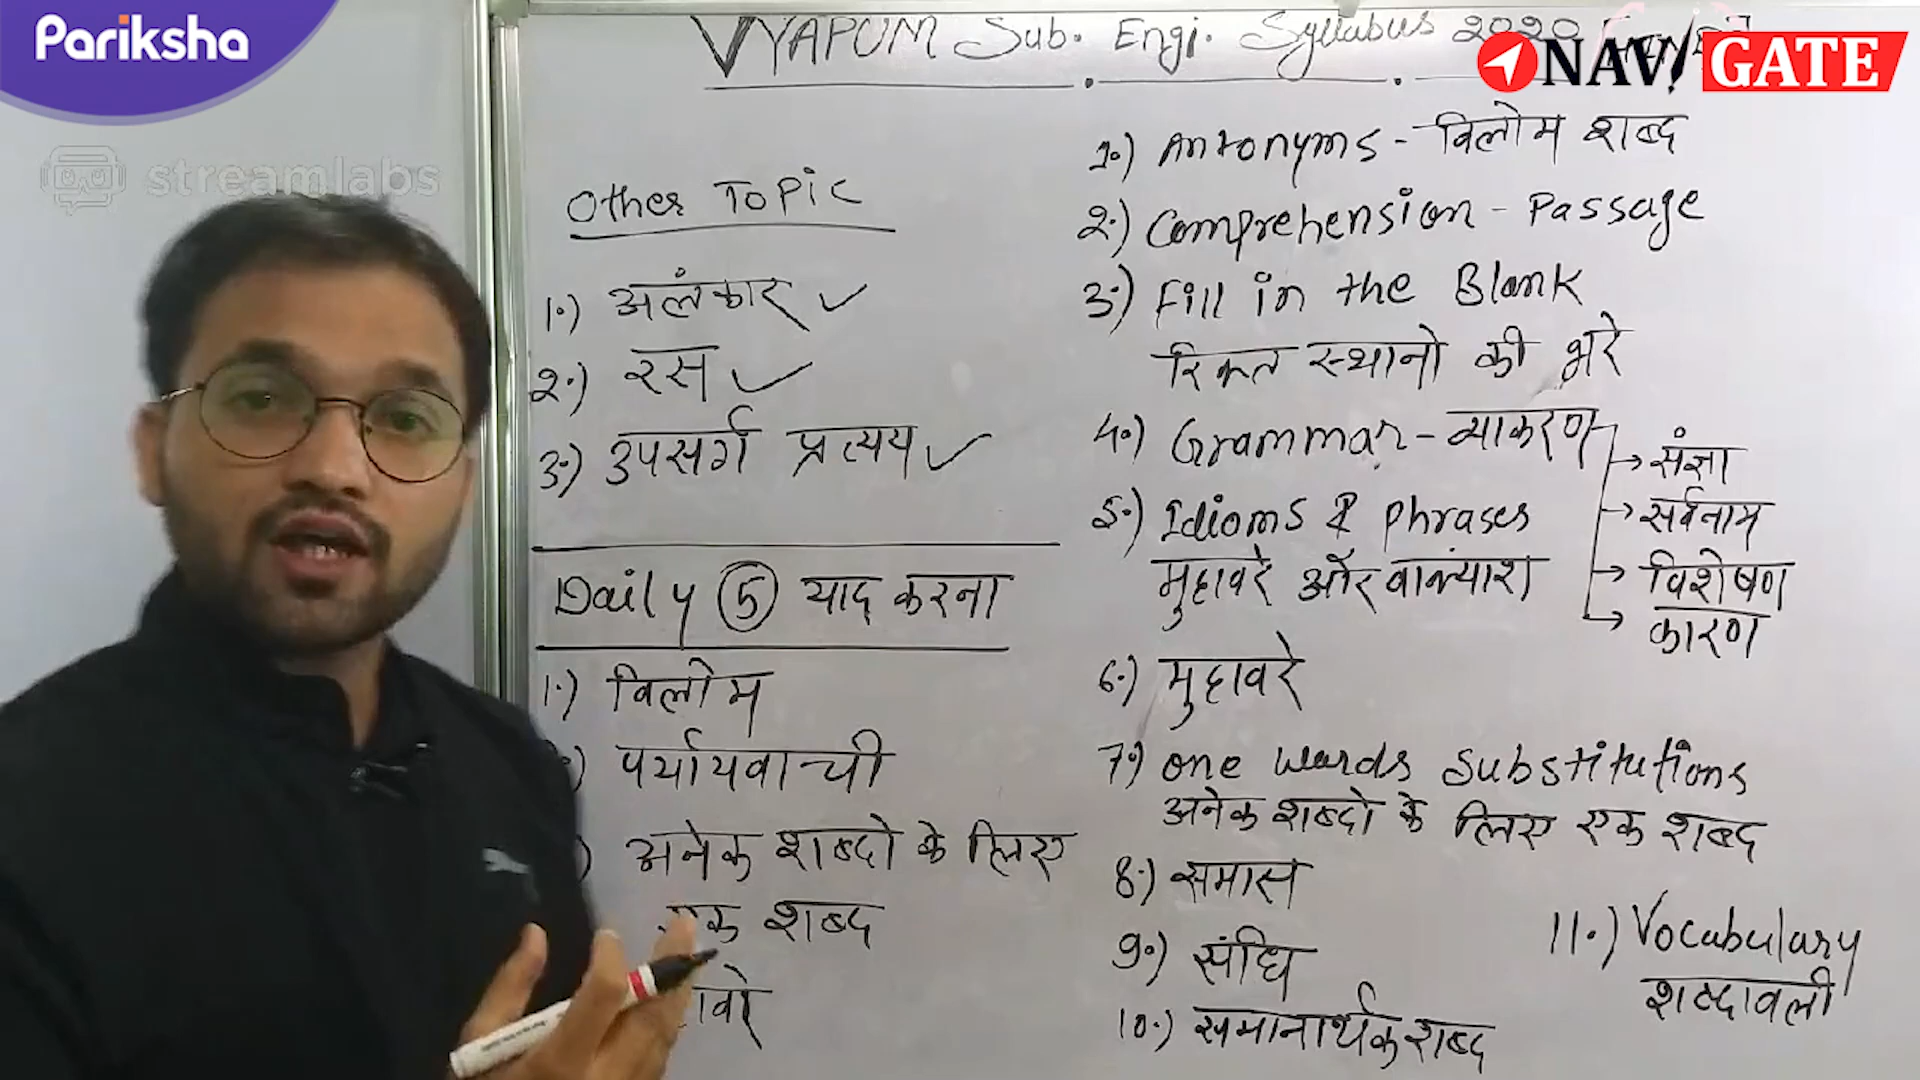 Pariksha
streamlabs
VYAPUM Sub. Engi. Syllabus 2020
NAV!GATE
Other Topic
1.) अलंकार ✓
2.) रस ✓
3.) उपसर्ग प्रत्यय ✓
Daily 5 याद करना
1.) विलोम
) पर्यायवाची
) अनेक शब्दो के लिए
एक शब्द
1.) Antonyms - विलोम शब्द
2.) Comprehension - Passage
3.) Fill in the Blank
रिक्त स्थानो की भरे
4.) Grammar - व्याकरण
→ संज्ञा
→ सर्वनाम
→ विशेषण
→ कारण
5.) Idioms & Phrases
मुहावरे और वाक्यांश
6.) मुहावरे
7.) One words Substitutions
अनेक शब्दो के लिए एक शब्द
8.) समास
9.) संधि
10.) समानार्थक शब्द
11.) Vocabulary
शब्दावली